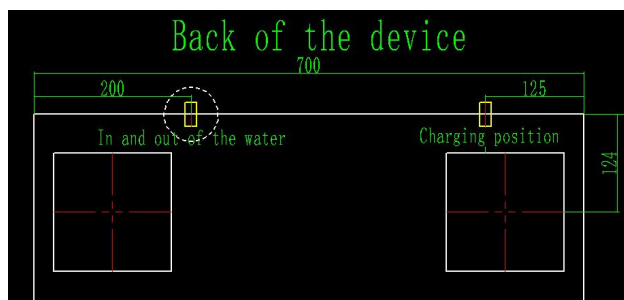 Back of the device
700
200
125
In and out of the water
Charging position
124